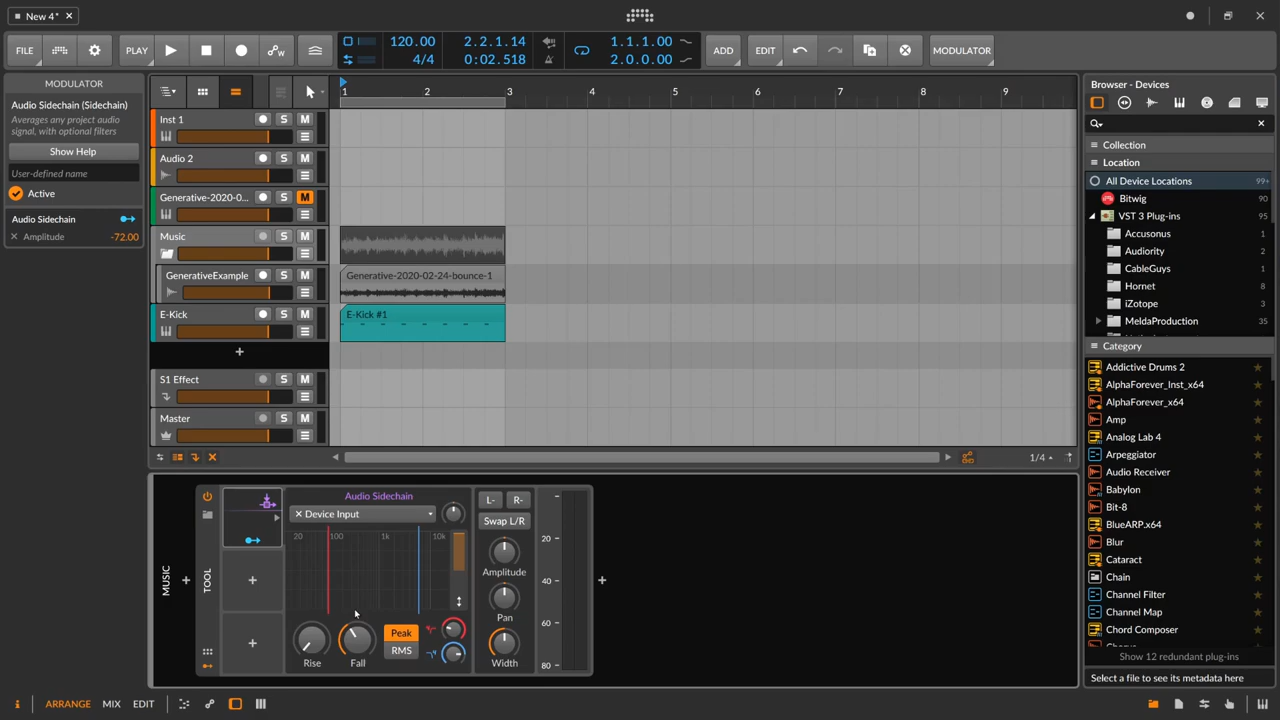 New 4*
FILE
PLAY
120.00
4/4
2.2.1.14
0:02.518
1.1.1.00
2.0.0.00
ADD
EDIT
MODULATOR
MODULATOR
Audio Sidechain (Sidechain)
Averages any project audio
signal, with optional filters
Show Help
User-defined name
Active
Audio Sidechain
Amplitude -72.00
1 2 3 4 5 6 7 8 9
Inst 1 S M
Audio 2 S M
Generative-2020-0... S M
Music S M
GenerativeExample S M
Generative-2020-02-24-bounce-1
E-Kick S M
E-Kick #1
+
S1 Effect S M
Master S M
1/4
Browser - Devices
Collection
Location
All Device Locations 99+
Bitwig 90
VST 3 Plug-ins 95
Accusonus 1
Audiority 3
CableGuys 1
Hornet 8
iZotope 3
MeldaProduction 35
Category
Addictive Drums 2
AlphaForever_Inst_x64
AlphaForever_x64
Amp
Analog Lab 4
Arpeggiator
Audio Receiver
Babylon
Bit-8
BlueARP.x64
Blur
Cataract
Chain
Channel Filter
Channel Map
Chord Composer
Show 12 redundant plug-ins
Select a file to see its metadata here
MUSIC
TOOL
Audio Sidechain
Device Input
20 100 1k 10k
Rise
Fall
Peak
RMS
L- R-
Swap L/R
Amplitude
Pan
Width
20
40
60
80
ARRANGE MIX EDIT